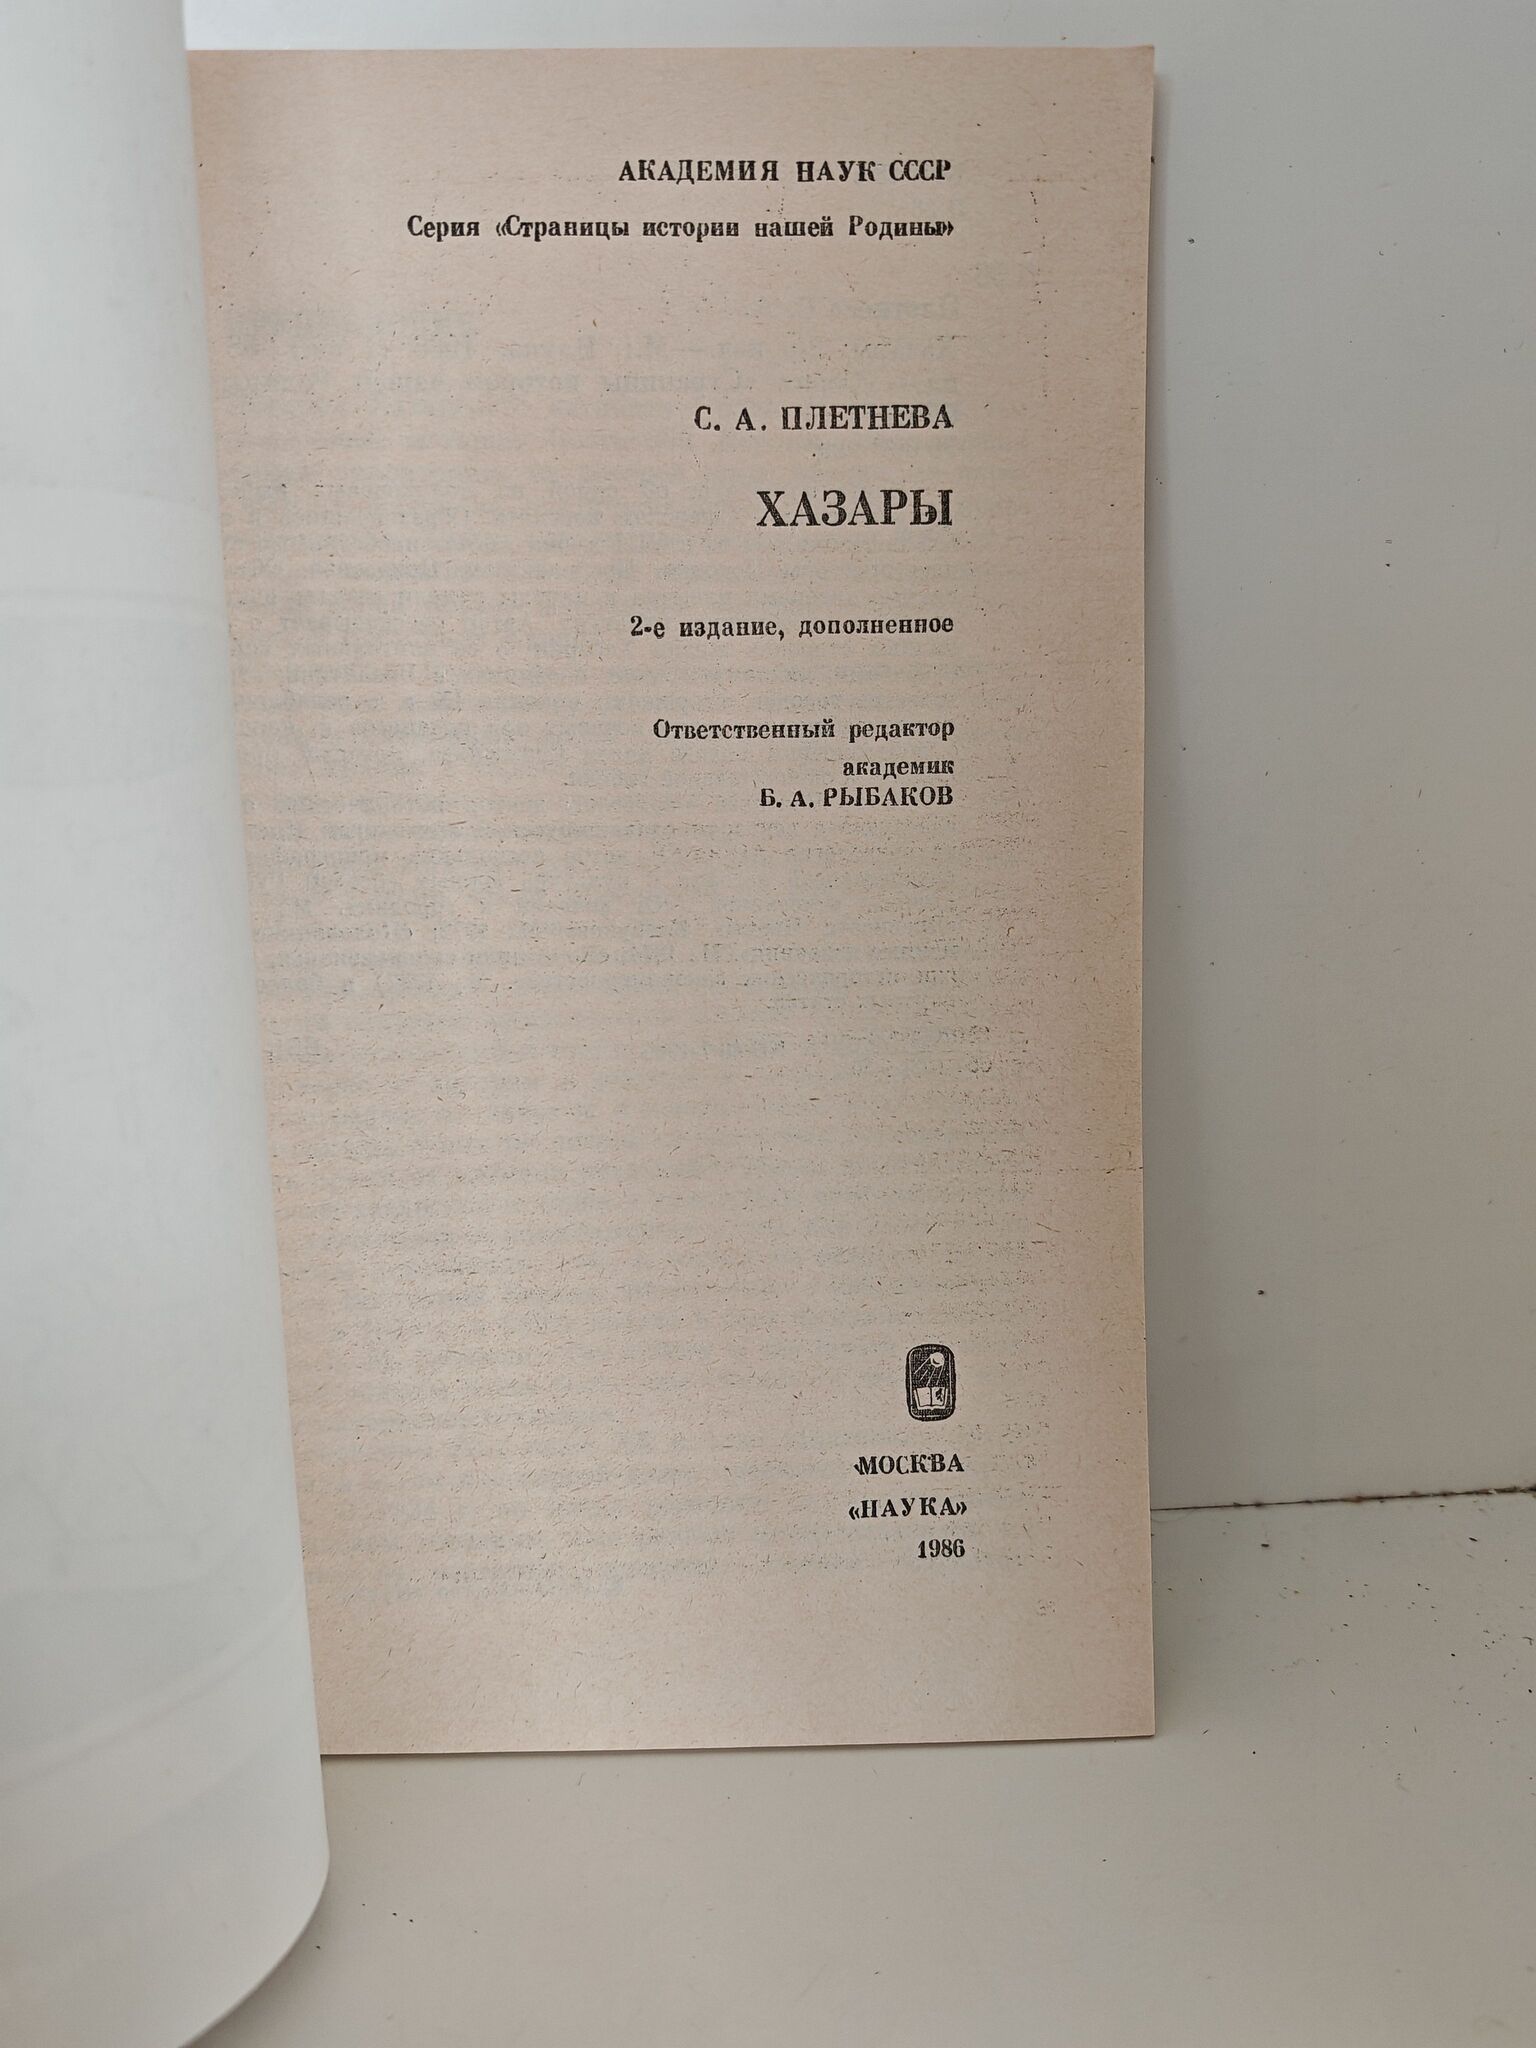 АКАДЕМИЯ НАУК СССР
Серия «Страницы истории нашей Родины»
С. А. ПЛЕТНЕВА
ХАЗАРЫ
2-е издание, дополненное
Ответственный редактор
академик
Б. А. РЫБАКОВ
МОСКВА
«НАУКА»
1986